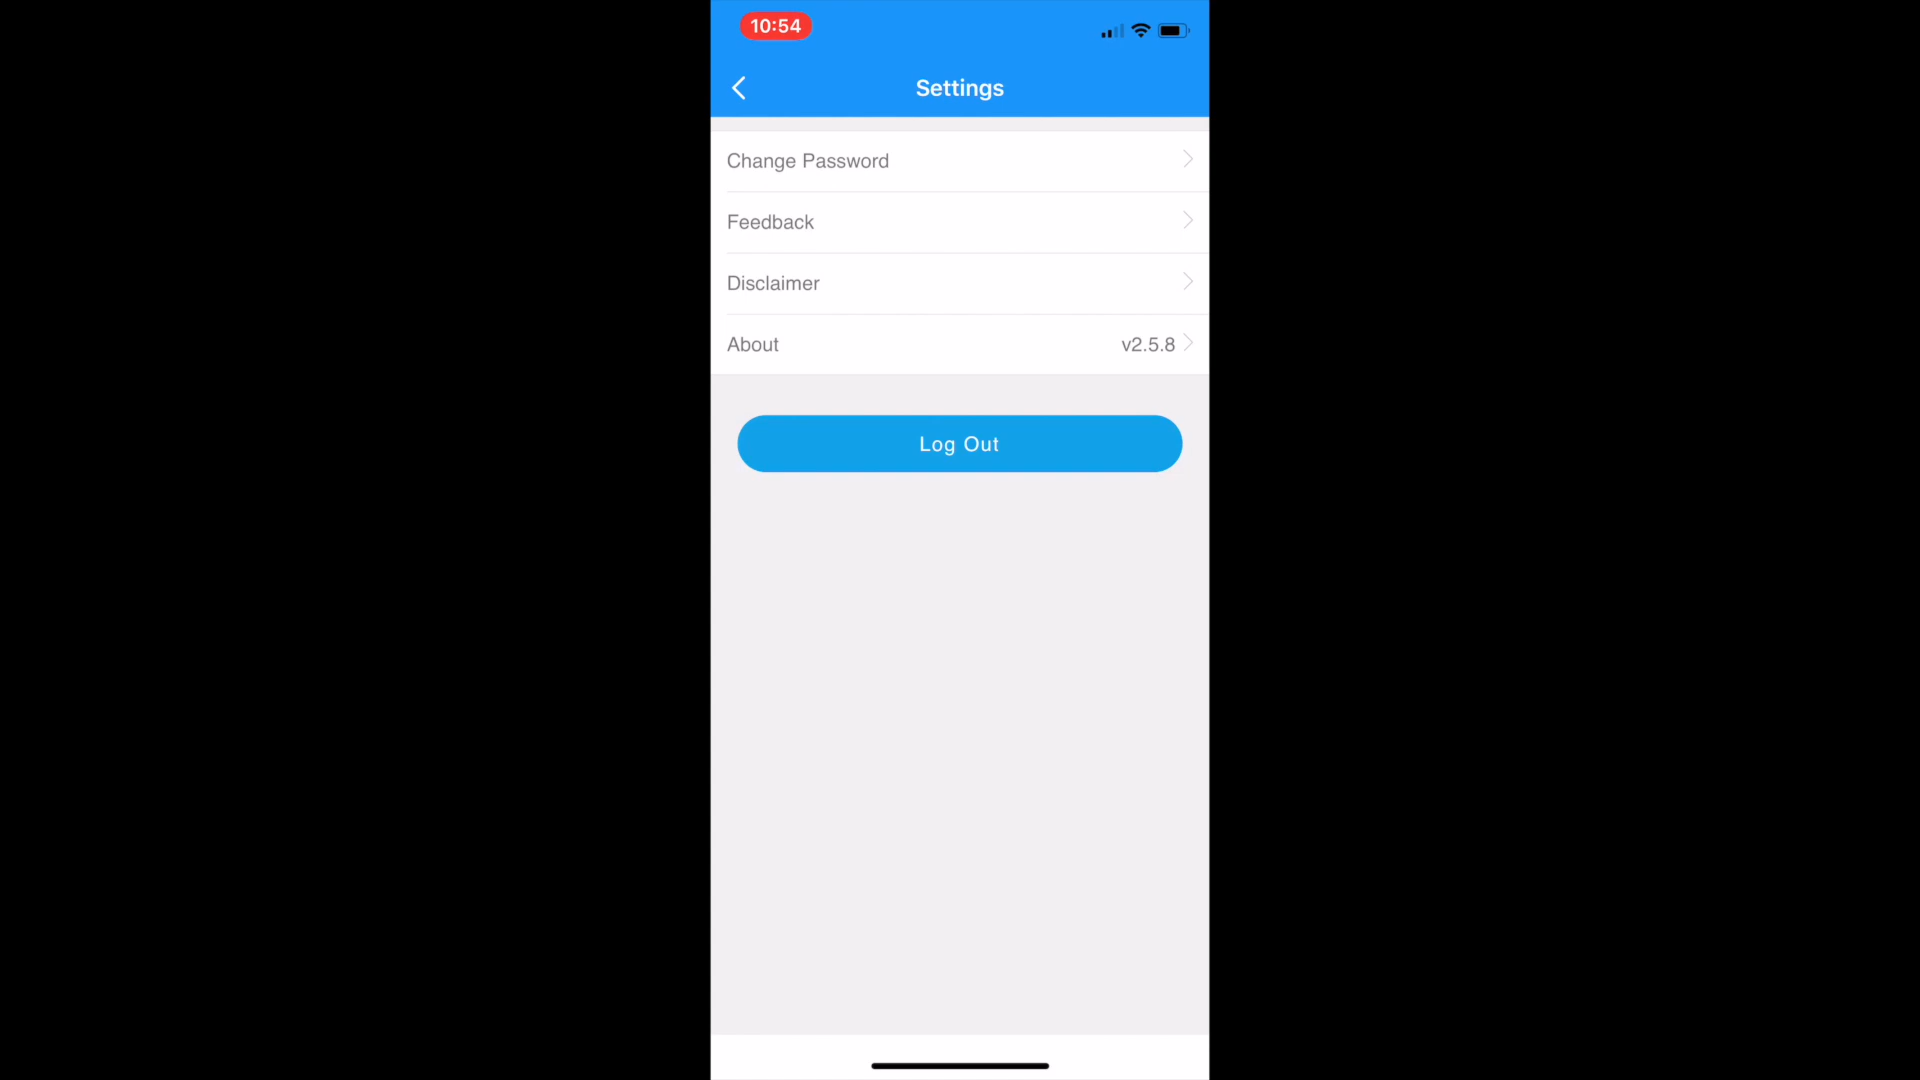 10:54
Settings
Change Password
Feedback
Disclaimer
About v2.5.8
Log Out